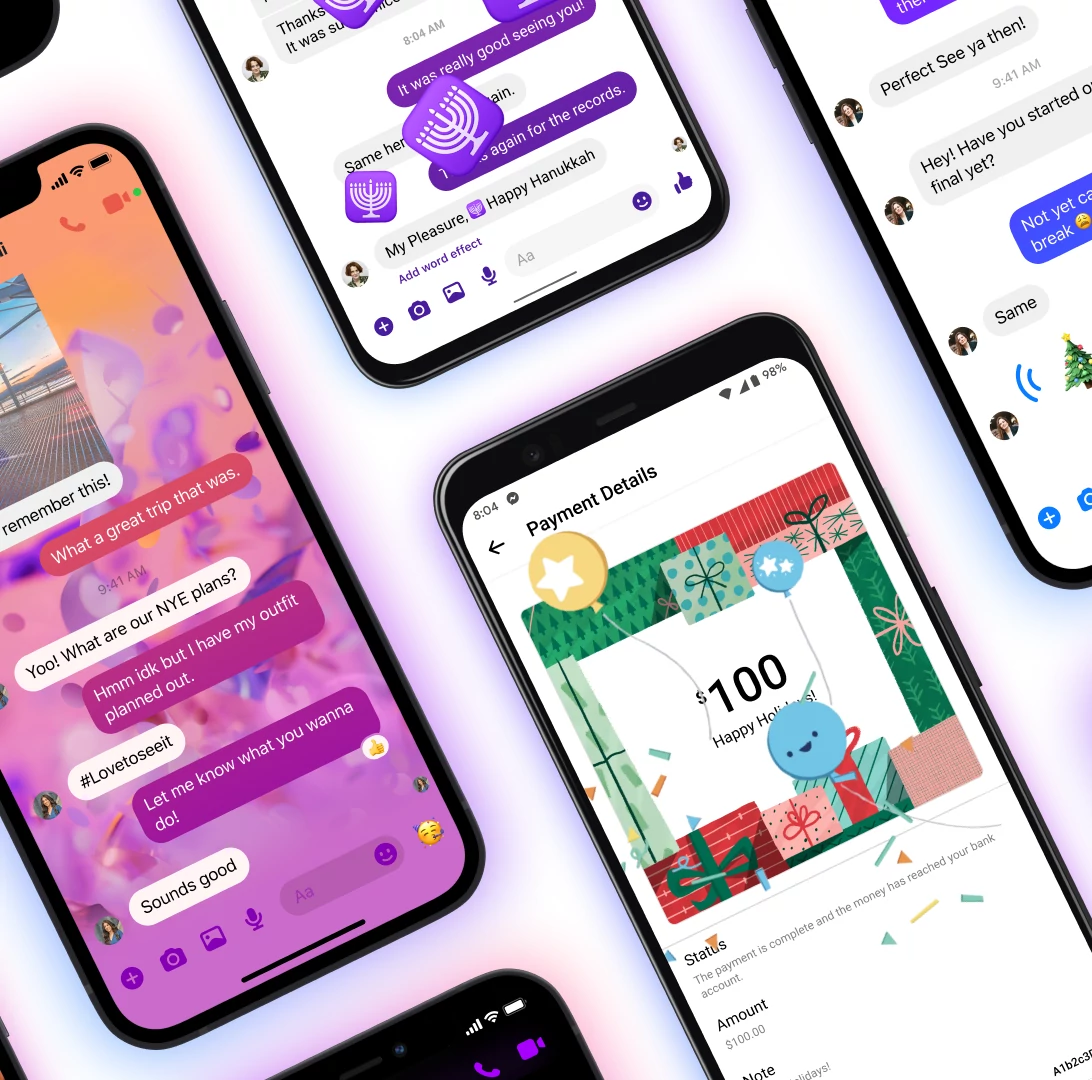 Thanks
It was su
8:04 AM
It was really good seeing you!
Same her
ain.
again for the records.
My Pleasure, Happy Hanukkah
Add word effect
Aa
Perfect See ya then!
9:41 AM
Hey! Have you started
final yet?
Not yet
break
Same
remember this!
What a great trip that was.
9:41 AM
Yoo! What are our NYE plans?
Hmm idk but I have my outfit
planned out.
#Lovetoseeit
Let me know what you wanna
do!
Sounds good
Aa
8:04
98%
Payment Details
$100
Happy Holi
s!
Status
The payment is complete and the money has reached your bank
account.
Amount
$100.00
Note
olidays!
A1b2c3